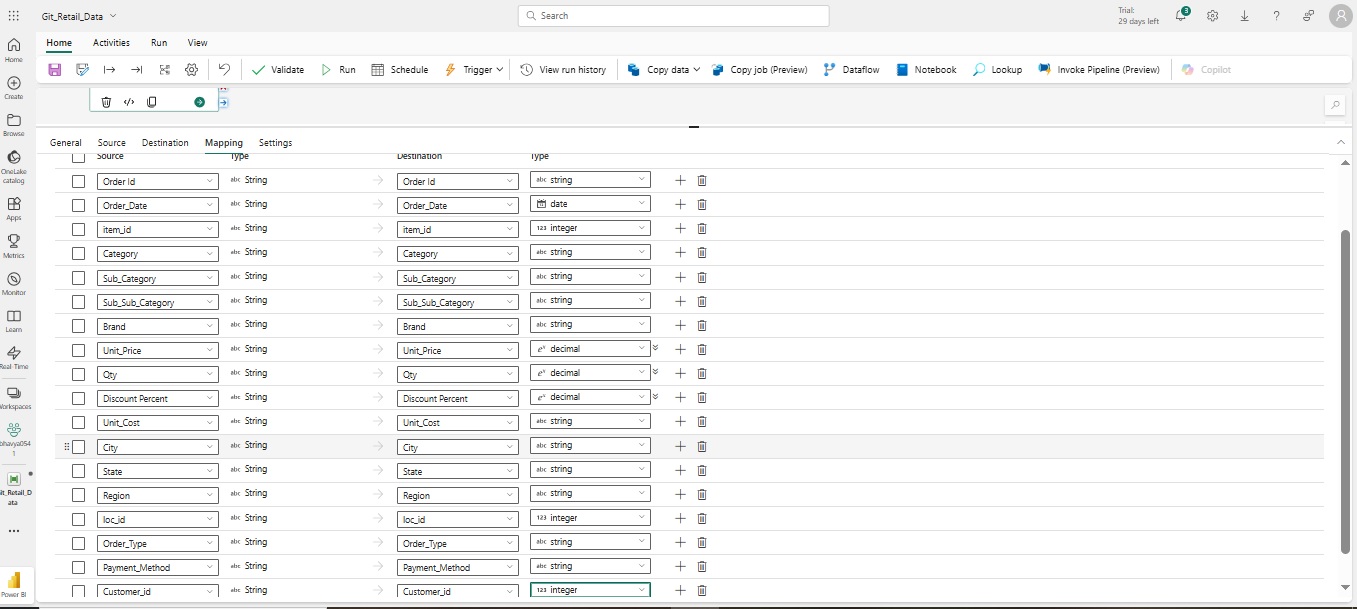 Git_Retail_Data
Search
Trial:
29 days left
3
Home Activities Run View
Validate Run Schedule Trigger View run history Copy data Copy job (Preview) Dataflow Notebook Lookup Invoke Pipeline (Preview) Copilot
Home
Create
Browse
OneLake
catalog
Apps
Metrics
Monitor
Learn
Real-Time
Workspaces
bhavya054
1
Git_Retail_D
ata
Power BI
General Source Destination Mapping Settings
Source Type Destination Type
Order Id abc String Order Id abc string
Order_Date abc String Order_Date date
item_id abc String item_id 123 integer
Category abc String Category abc string
Sub_Category abc String Sub_Category abc string
Sub_Sub_Category abc String Sub_Sub_Category abc string
Brand abc String Brand abc string
Unit_Price abc String Unit_Price eˣ decimal
Qty abc String Qty eˣ decimal
Discount Percent abc String Discount Percent eˣ decimal
Unit_Cost abc String Unit_Cost abc string
City abc String City abc string
State abc String State abc string
Region abc String Region abc string
loc_id abc String loc_id 123 integer
Order_Type abc String Order_Type abc string
Payment_Method abc String Payment_Method abc string
Customer_id abc String Customer_id 123 integer